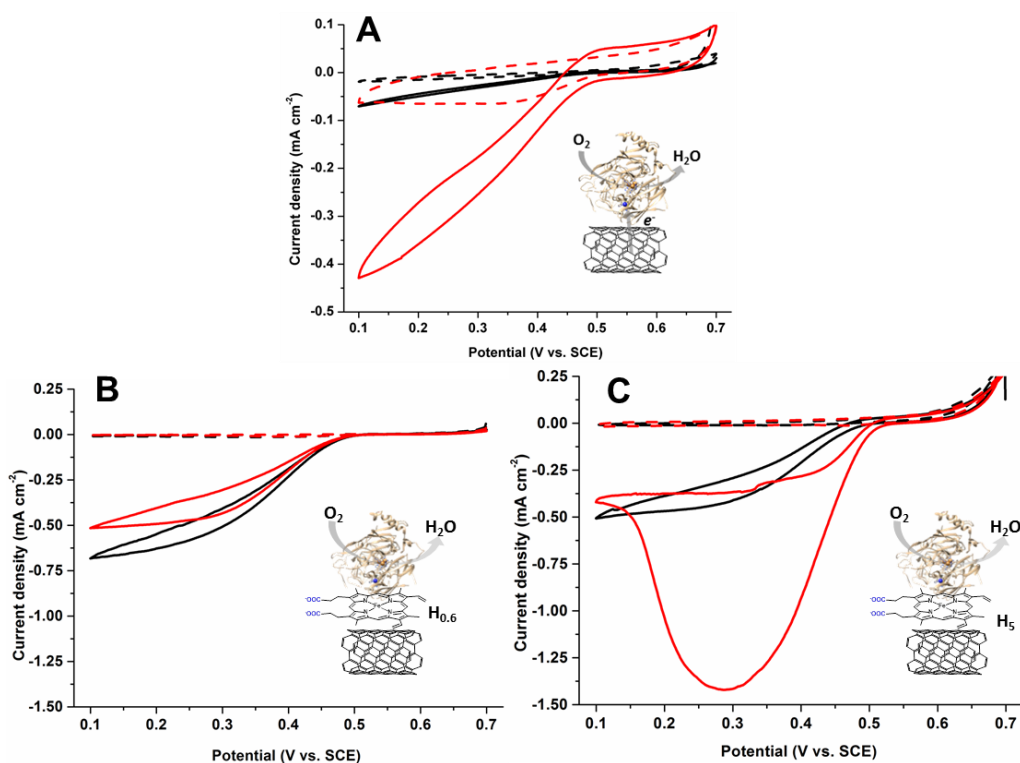 A
0.1
0.0
-0.1
-0.2
-0.3
-0.4
-0.5
Current density (mA cm⁻²)
O₂
H₂O
e⁻
0.1 0.2 0.3 0.4 0.5 0.6 0.7
Potential (V vs. SCE)
B
0.25
0.00
-0.25
-0.50
-0.75
-1.00
-1.25
-1.50
Current density (mA cm⁻²)
O₂
H₂O
⁻OOC
⁻OOC
N
N
Fe
N
N
H₀.₆
0.1 0.2 0.3 0.4 0.5 0.6 0.7
Potential (V vs. SCE)
C
0.25
0.00
-0.25
-0.50
-0.75
-1.00
-1.25
-1.50
Current density (mA cm⁻²)
O₂
H₂O
⁻OOC
⁻OOC
N
N
Fe
N
N
H₅
0.1 0.2 0.3 0.4 0.5 0.6 0.7
Potential (V vs. SCE)